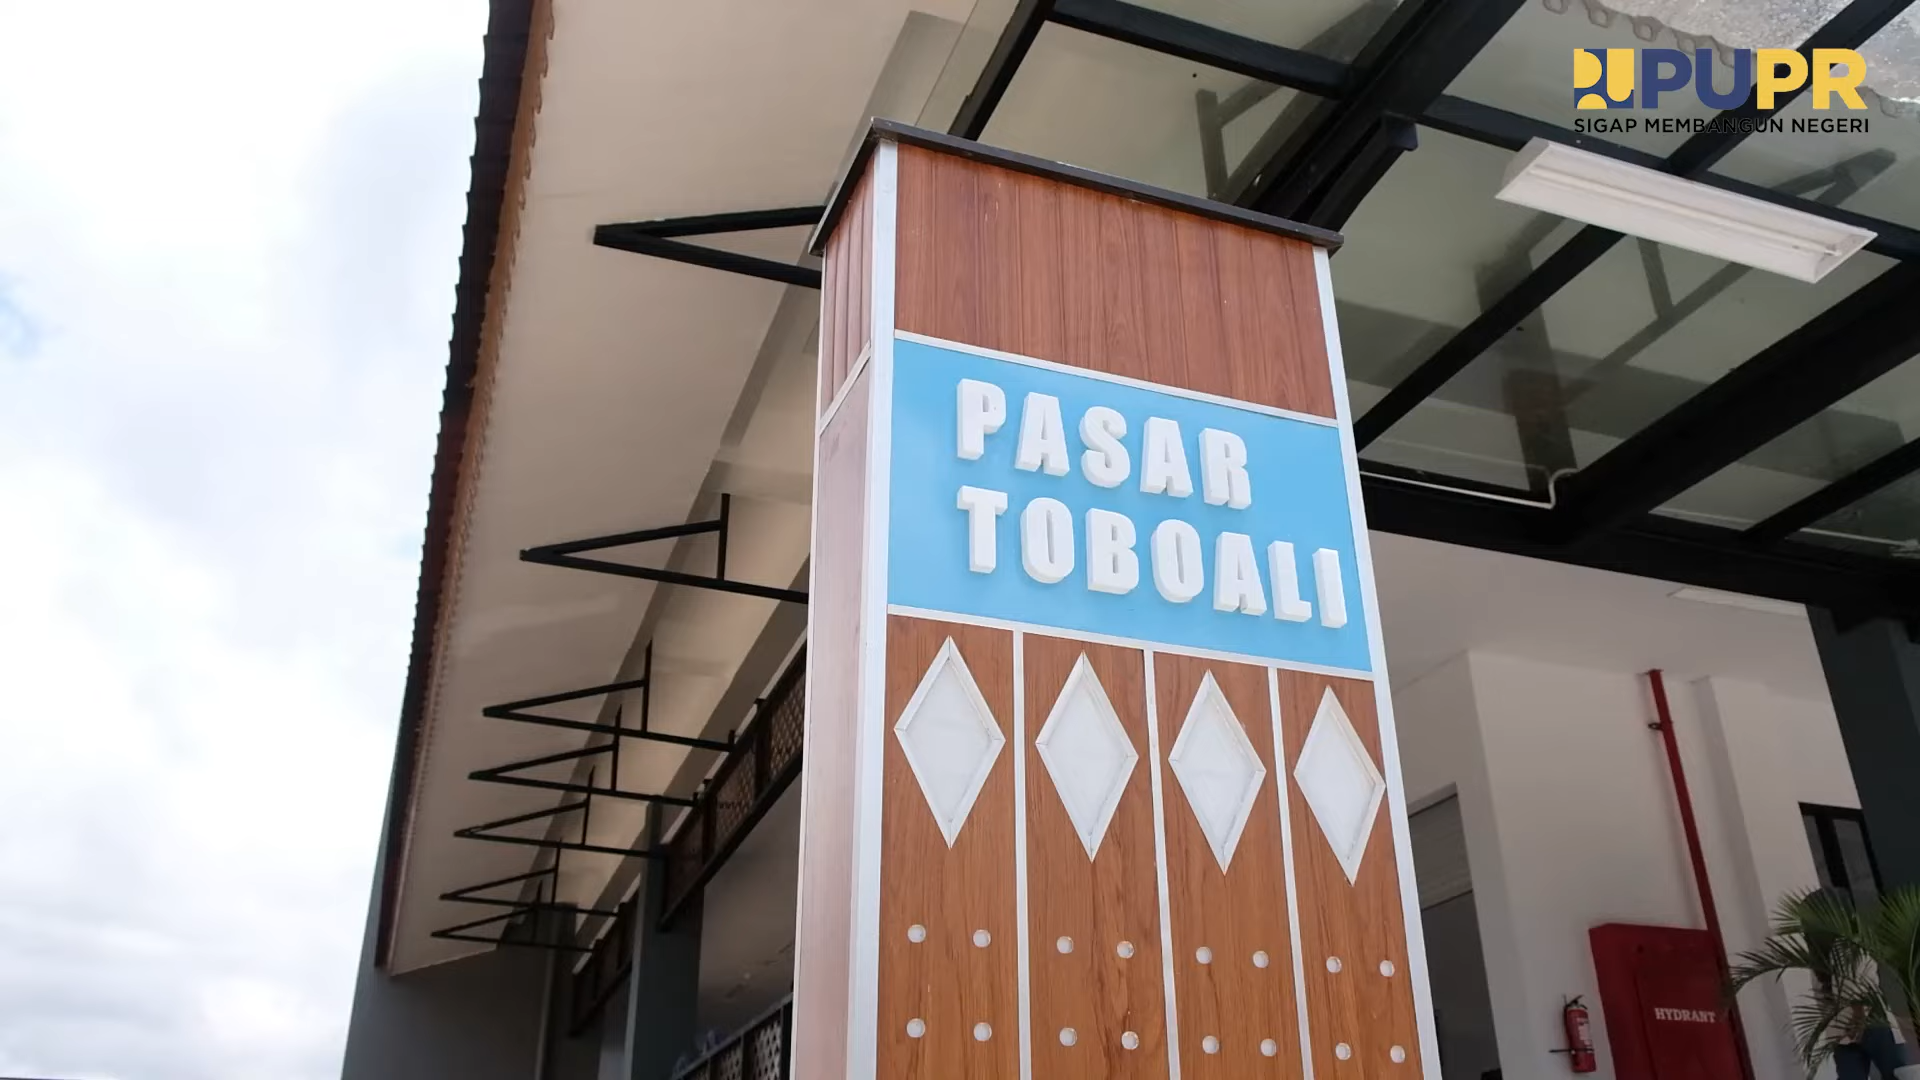 PUPR
SIGAP MEMBANGUN NEGERI
PASAR
TOBOALI
HYDRANT